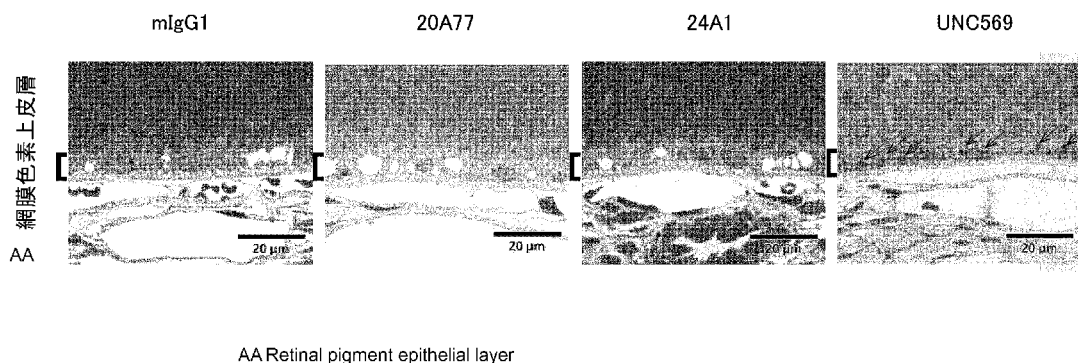 mIgG1 20A77 24A1 UNC569
網膜色素上皮層
20 µm 20 µm 20 µm 20 µm
AA
AA Retinal pigment epithelial layer